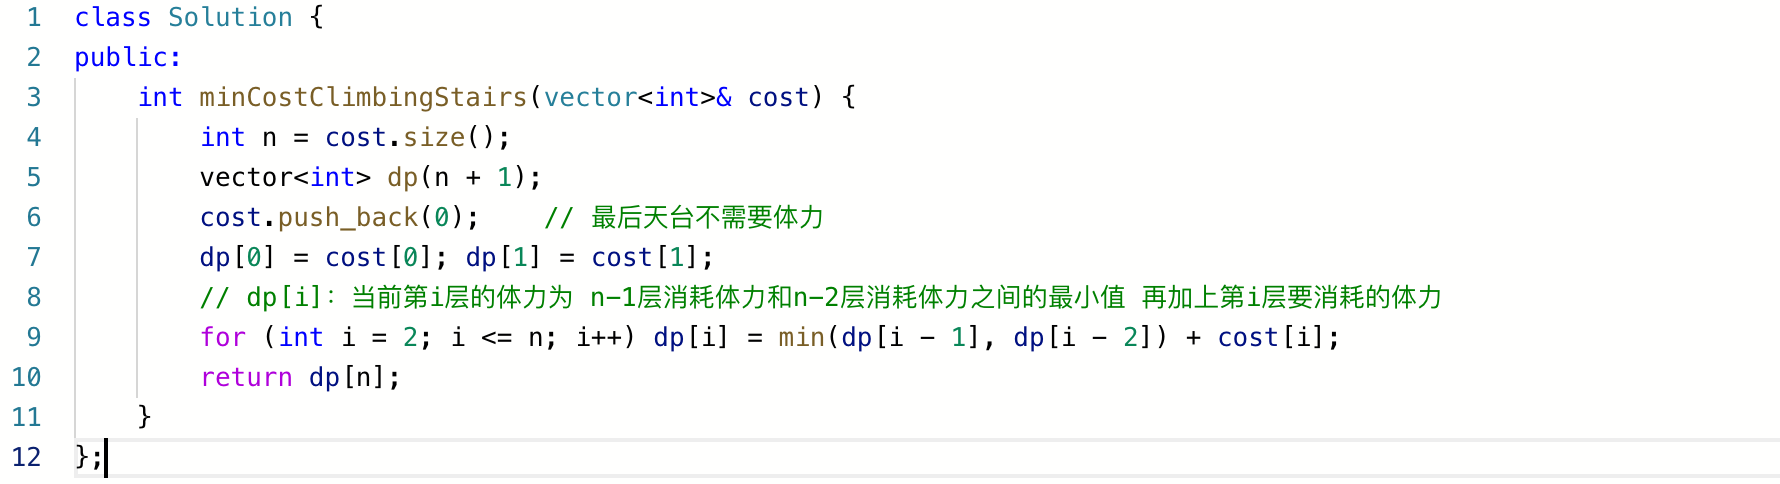 1 class Solution {
2 public:
3     int minCostClimbingStairs(vector<int>& cost) {
4         int n = cost.size();
5         vector<int> dp(n + 1);
6         cost.push_back(0);    // 最后天台不需要体力
7         dp[0] = cost[0]; dp[1] = cost[1];
8         // dp[i]：当前第i层的体力为 n-1层消耗体力和n-2层消耗体力之间的最小值 再加上第i层要消耗的体力
9         for (int i = 2; i <= n; i++) dp[i] = min(dp[i - 1], dp[i - 2]) + cost[i];
10         return dp[n];
11     }
12 };